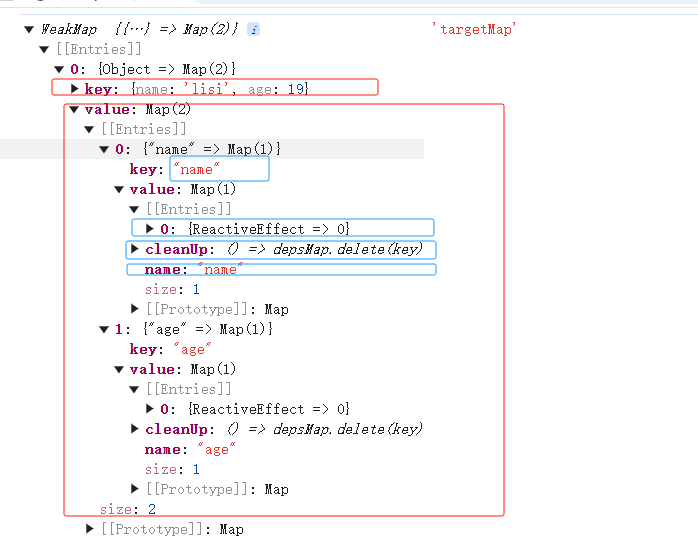 WeakMap {{…} => Map(2)} i 'targetMap'
[[Entries]]
0: {Object => Map(2)}
key: {name: 'lisi', age: 19}
value: Map(2)
[[Entries]]
0: {"name" => Map(1)}
key: "name"
value: Map(1)
[[Entries]]
0: {ReactiveEffect => 0}
cleanUp: () => depsMap.delete(key)
name: "name"
size: 1
[[Prototype]]: Map
1: {"age" => Map(1)}
key: "age"
value: Map(1)
[[Entries]]
0: {ReactiveEffect => 0}
cleanUp: () => depsMap.delete(key)
name: "age"
size: 1
[[Prototype]]: Map
size: 2
[[Prototype]]: Map